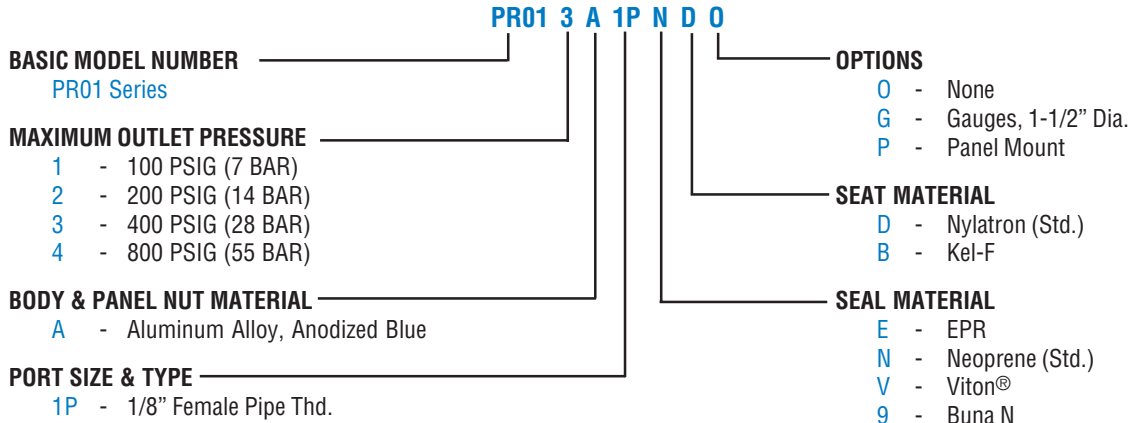 PR01 3 A 1P N D O
BASIC MODEL NUMBER
PR01 Series
MAXIMUM OUTLET PRESSURE
1 - 100 PSIG (7 BAR)
2 - 200 PSIG (14 BAR)
3 - 400 PSIG (28 BAR)
4 - 800 PSIG (55 BAR)
BODY & PANEL NUT MATERIAL
A - Aluminum Alloy, Anodized Blue
PORT SIZE & TYPE
1P - 1/8” Female Pipe Thd.
OPTIONS
O - None
G - Gauges, 1-1/2” Dia.
P - Panel Mount
SEAT MATERIAL
D - Nylatron (Std.)
B - Kel-F
SEAL MATERIAL
E - EPR
N - Neoprene (Std.)
V - Viton®
9 - Buna N